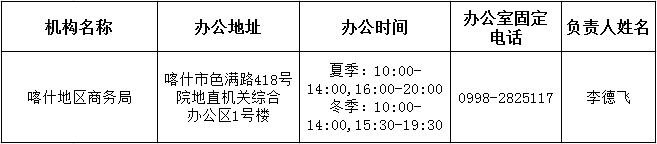 机构名称
办公地址
办公时间
办公室固定
电话
负责人姓名
喀什地区商务局
喀什市色满路418号
院地直机关综合
办公区1号楼
夏季：10:00-
14:00,16:00-20:00
冬季：10:00-
14:00,15:30-19:30
0998-2825117
李德飞